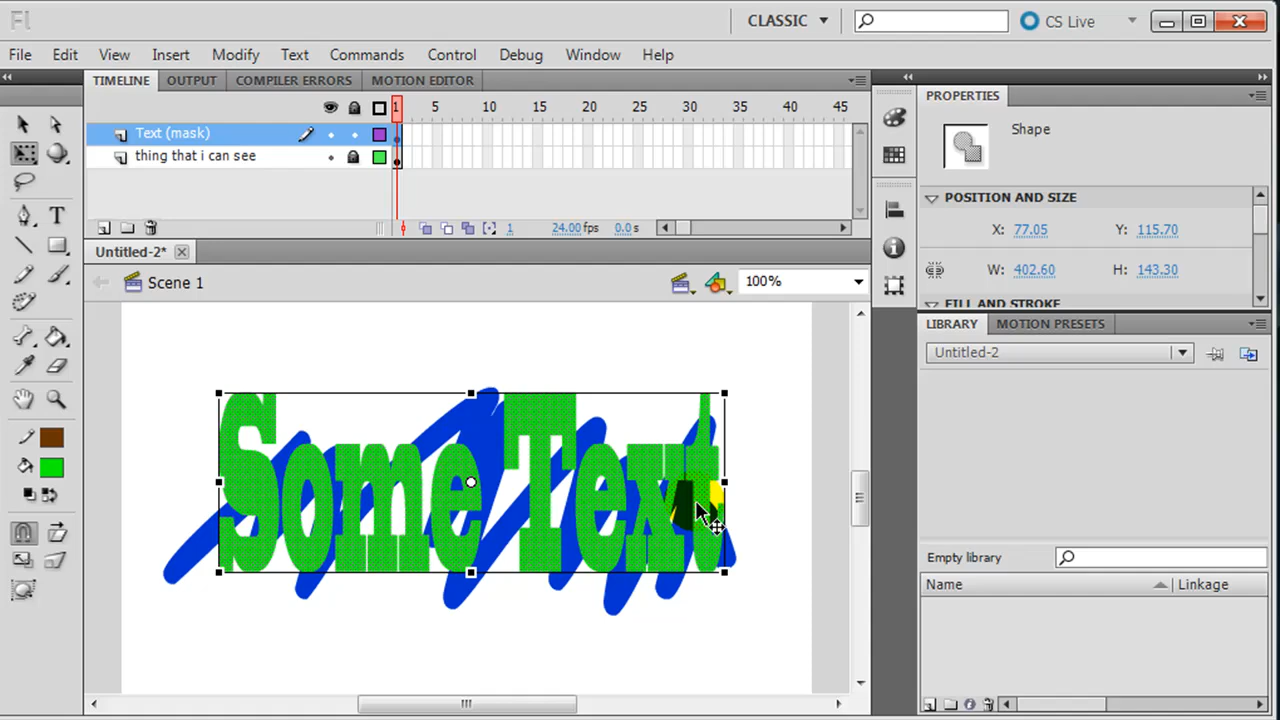 Fl CLASSIC CS Live
File Edit View Insert Modify Text Commands Control Debug Window Help
TIMELINE OUTPUT COMPILER ERRORS MOTION EDITOR
1 5 10 15 20 25 30 35 40 45
Text (mask)
thing that i can see
1 24.00 fps 0.0 s
Untitled-2*
Scene 1 100%
Some Text
PROPERTIES
Shape
POSITION AND SIZE
X: 77.05 Y: 115.70
W: 402.60 H: 143.30
FILL AND STROKE
LIBRARY MOTION PRESETS
Untitled-2
Empty library
Name Linkage